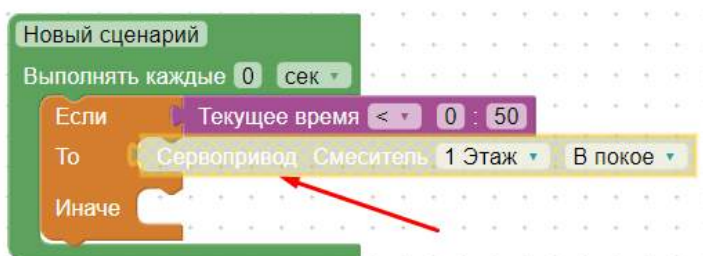 Новый сценарий
Выполнять каждые 0 сек
Если Текущее время < 0 : 50
То Сервопривод Смеситель 1 Этаж В покое
Иначе